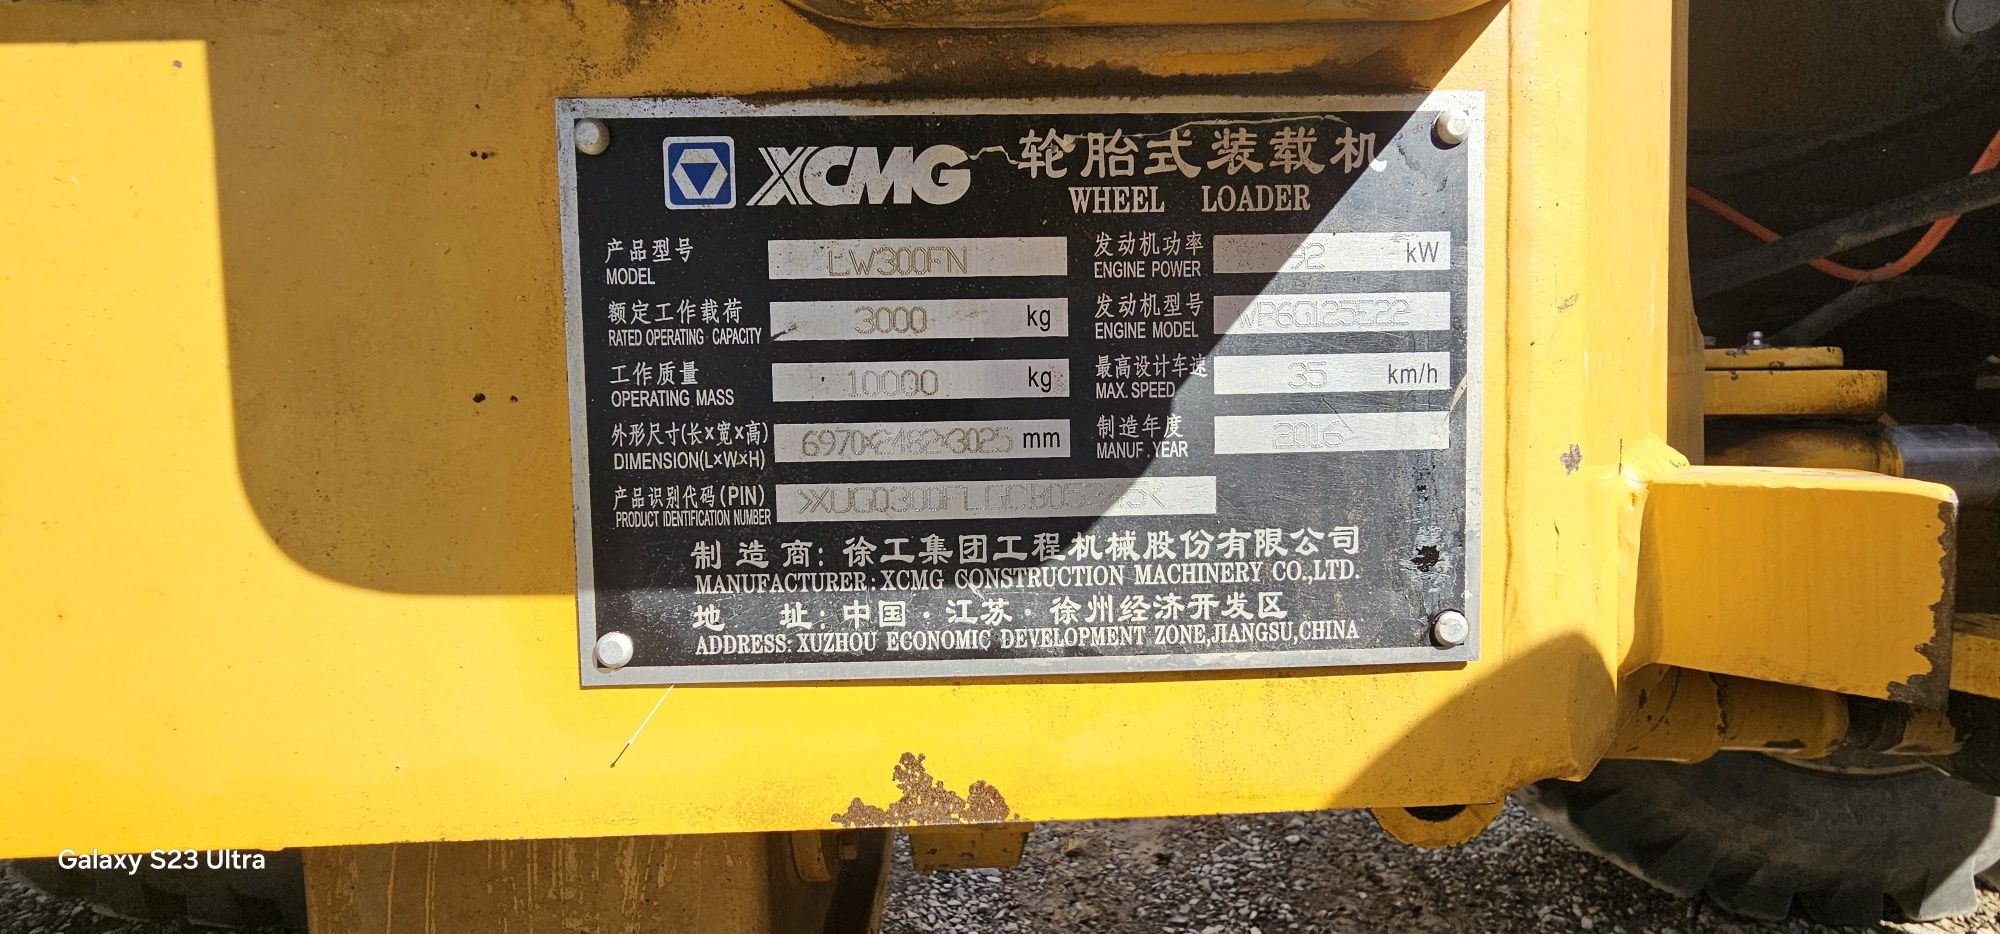 XCMG 轮胎式装载机
WHEEL LOADER
产品型号 LW300FN
MODEL
发动机功率 92 kW
ENGINE POWER
额定工作载荷 3000 kg
RATED OPERATING CAPACITY
发动机型号 WP6G125E22
ENGINE MODEL
工作质量 10000 kg
OPERATING MASS
最高设计车速 35 km/h
MAX. SPEED
外形尺寸(长×宽×高) 6970×2482×3025 mm
DIMENSION(L×W×H)
制造年度 2016
MANUF.YEAR
产品识别代码(PIN)
PRODUCT IDENTIFICATION NUMBER
制造商: 徐工集团工程机械股份有限公司
MANUFACTURER: XCMG CONSTRUCTION MACHINERY CO.,LTD.
地 址: 中国·江苏·徐州经济开发区
ADDRESS: XUZHOU ECONOMIC DEVELOPMENT ZONE,JIANGSU,CHINA
Galaxy S23 Ultra